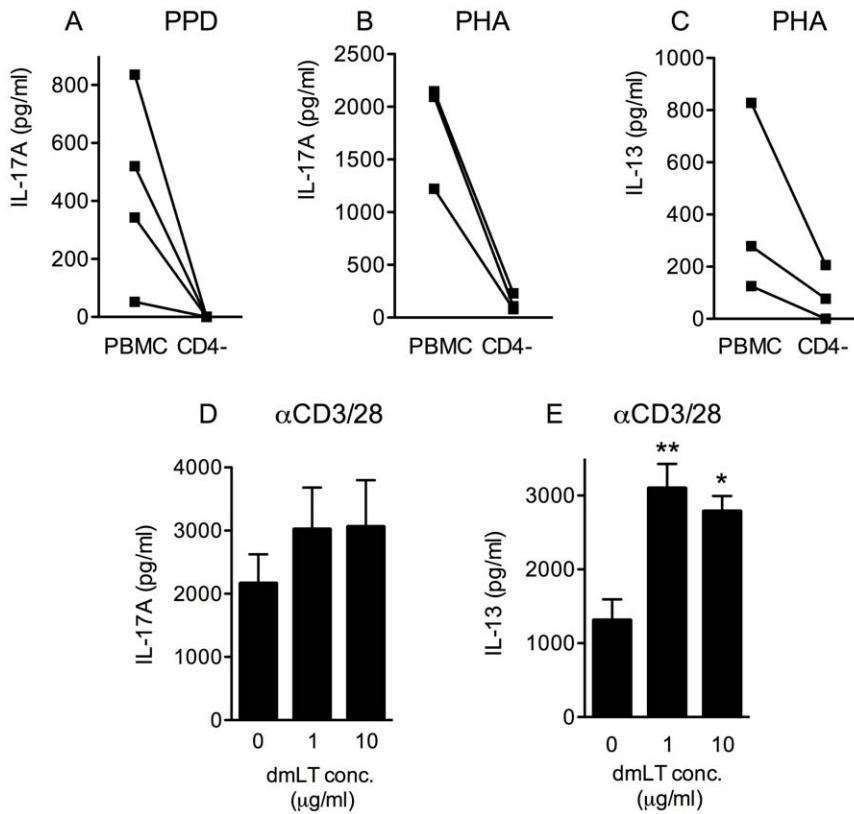 A PPD
IL-17A (pg/ml)
800
600
400
200
0
PBMC CD4-
B PHA
IL-17A (pg/ml)
2500
2000
1500
1000
500
0
PBMC CD4-
C PHA
IL-13 (pg/ml)
1000
800
600
400
200
0
PBMC CD4-
D αCD3/28
IL-17A (pg/ml)
4000
3000
2000
1000
0
0 1 10
dmLT conc.
(μg/ml)
E αCD3/28
** *
IL-13 (pg/ml)
3000
2000
1000
0
0 1 10
dmLT conc.
(μg/ml)